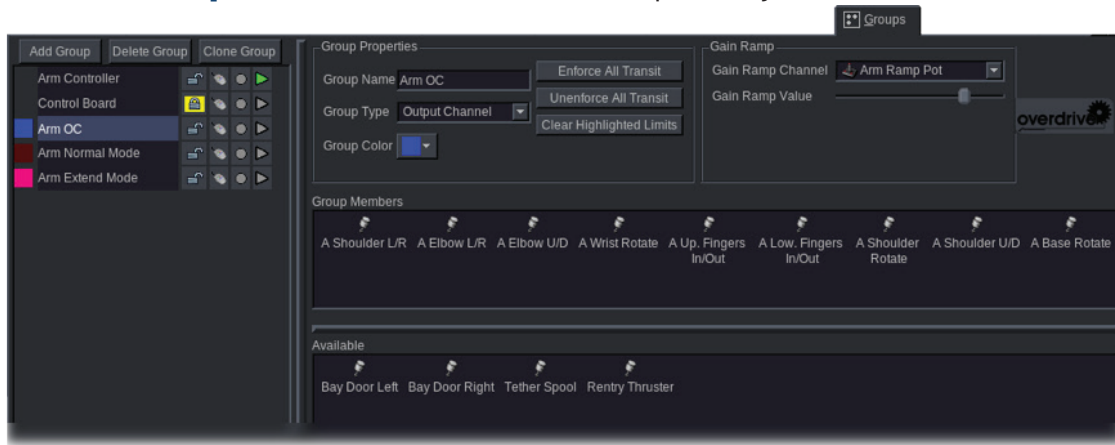 Groups
Add Group Delete Group Clone Group
Arm Controller
Control Board
Arm OC
Arm Normal Mode
Arm Extend Mode
Group Properties
Group Name Arm OC
Group Type Output Channel
Group Color
Enforce All Transit
Unenforce All Transit
Clear Highlighted Limits
Gain Ramp
Gain Ramp Channel Arm Ramp Pot
Gain Ramp Value
overdrive
Group Members
A Shoulder L/R A Elbow L/R A Elbow U/D A Wrist Rotate A Up. Fingers A Low. Fingers A Shoulder A Shoulder U/D A Base Rotate
In/Out In/Out Rotate
Available
Bay Door Left Bay Door Right Tether Spool Rentry Thruster